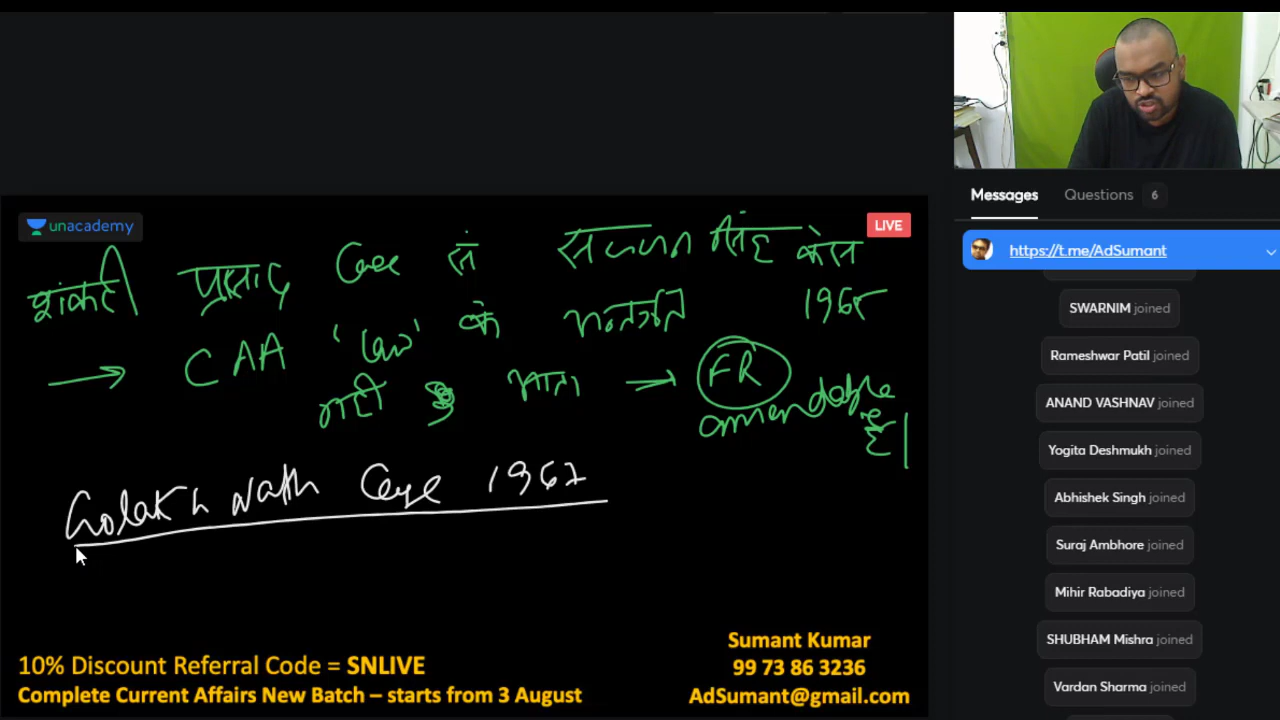 unacademy
LIVE
शंकरी प्रसाद Case से सज्जन सिंह केस
1965
→ CAA 'law' के अन्तर्गत
नहीं माना → FR
amendable
है।
Golakh Nath Case 1967
10% Discount Referral Code = SNLIVE
Complete Current Affairs New Batch – starts from 3 August
Sumant Kumar
99 73 86 3236
AdSumant@gmail.com
Messages Questions 6
https://t.me/AdSumant
SWARNIM joined
Rameshwar Patil joined
ANAND VASHNAV joined
Yogita Deshmukh joined
Abhishek Singh joined
Suraj Ambhore joined
Mihir Rabadiya joined
SHUBHAM Mishra joined
Vardan Sharma joined